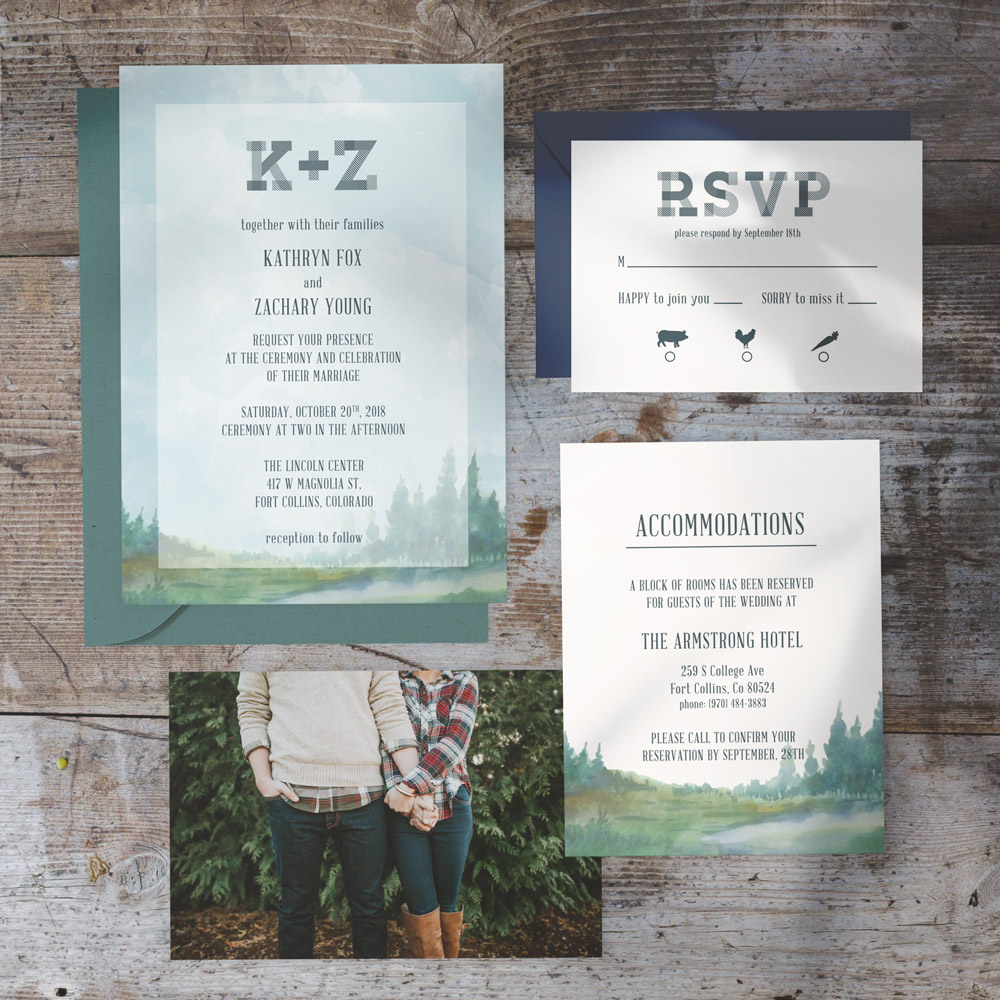 K+Z
together with their families
KATHRYN FOX
and
ZACHARY YOUNG
REQUEST YOUR PRESENCE
AT THE CEREMONY AND CELEBRATION
OF THEIR MARRIAGE
SATURDAY, OCTOBER 20TH, 2018
CEREMONY AT TWO IN THE AFTERNOON
THE LINCOLN CENTER
417 W MAGNOLIA ST,
FORT COLLINS, COLORADO
reception to follow
RSVP
please respond by September 18th
M
HAPPY to join you SORRY to miss it
ACCOMMODATIONS
A BLOCK OF ROOMS HAS BEEN RESERVED
FOR GUESTS OF THE WEDDING AT
THE ARMSTRONG HOTEL
259 S College Ave
Fort Collins, Co 80524
phone: (970) 484-3883
PLEASE CALL TO CONFIRM YOUR
RESERVATION BY SEPTEMBER, 28TH